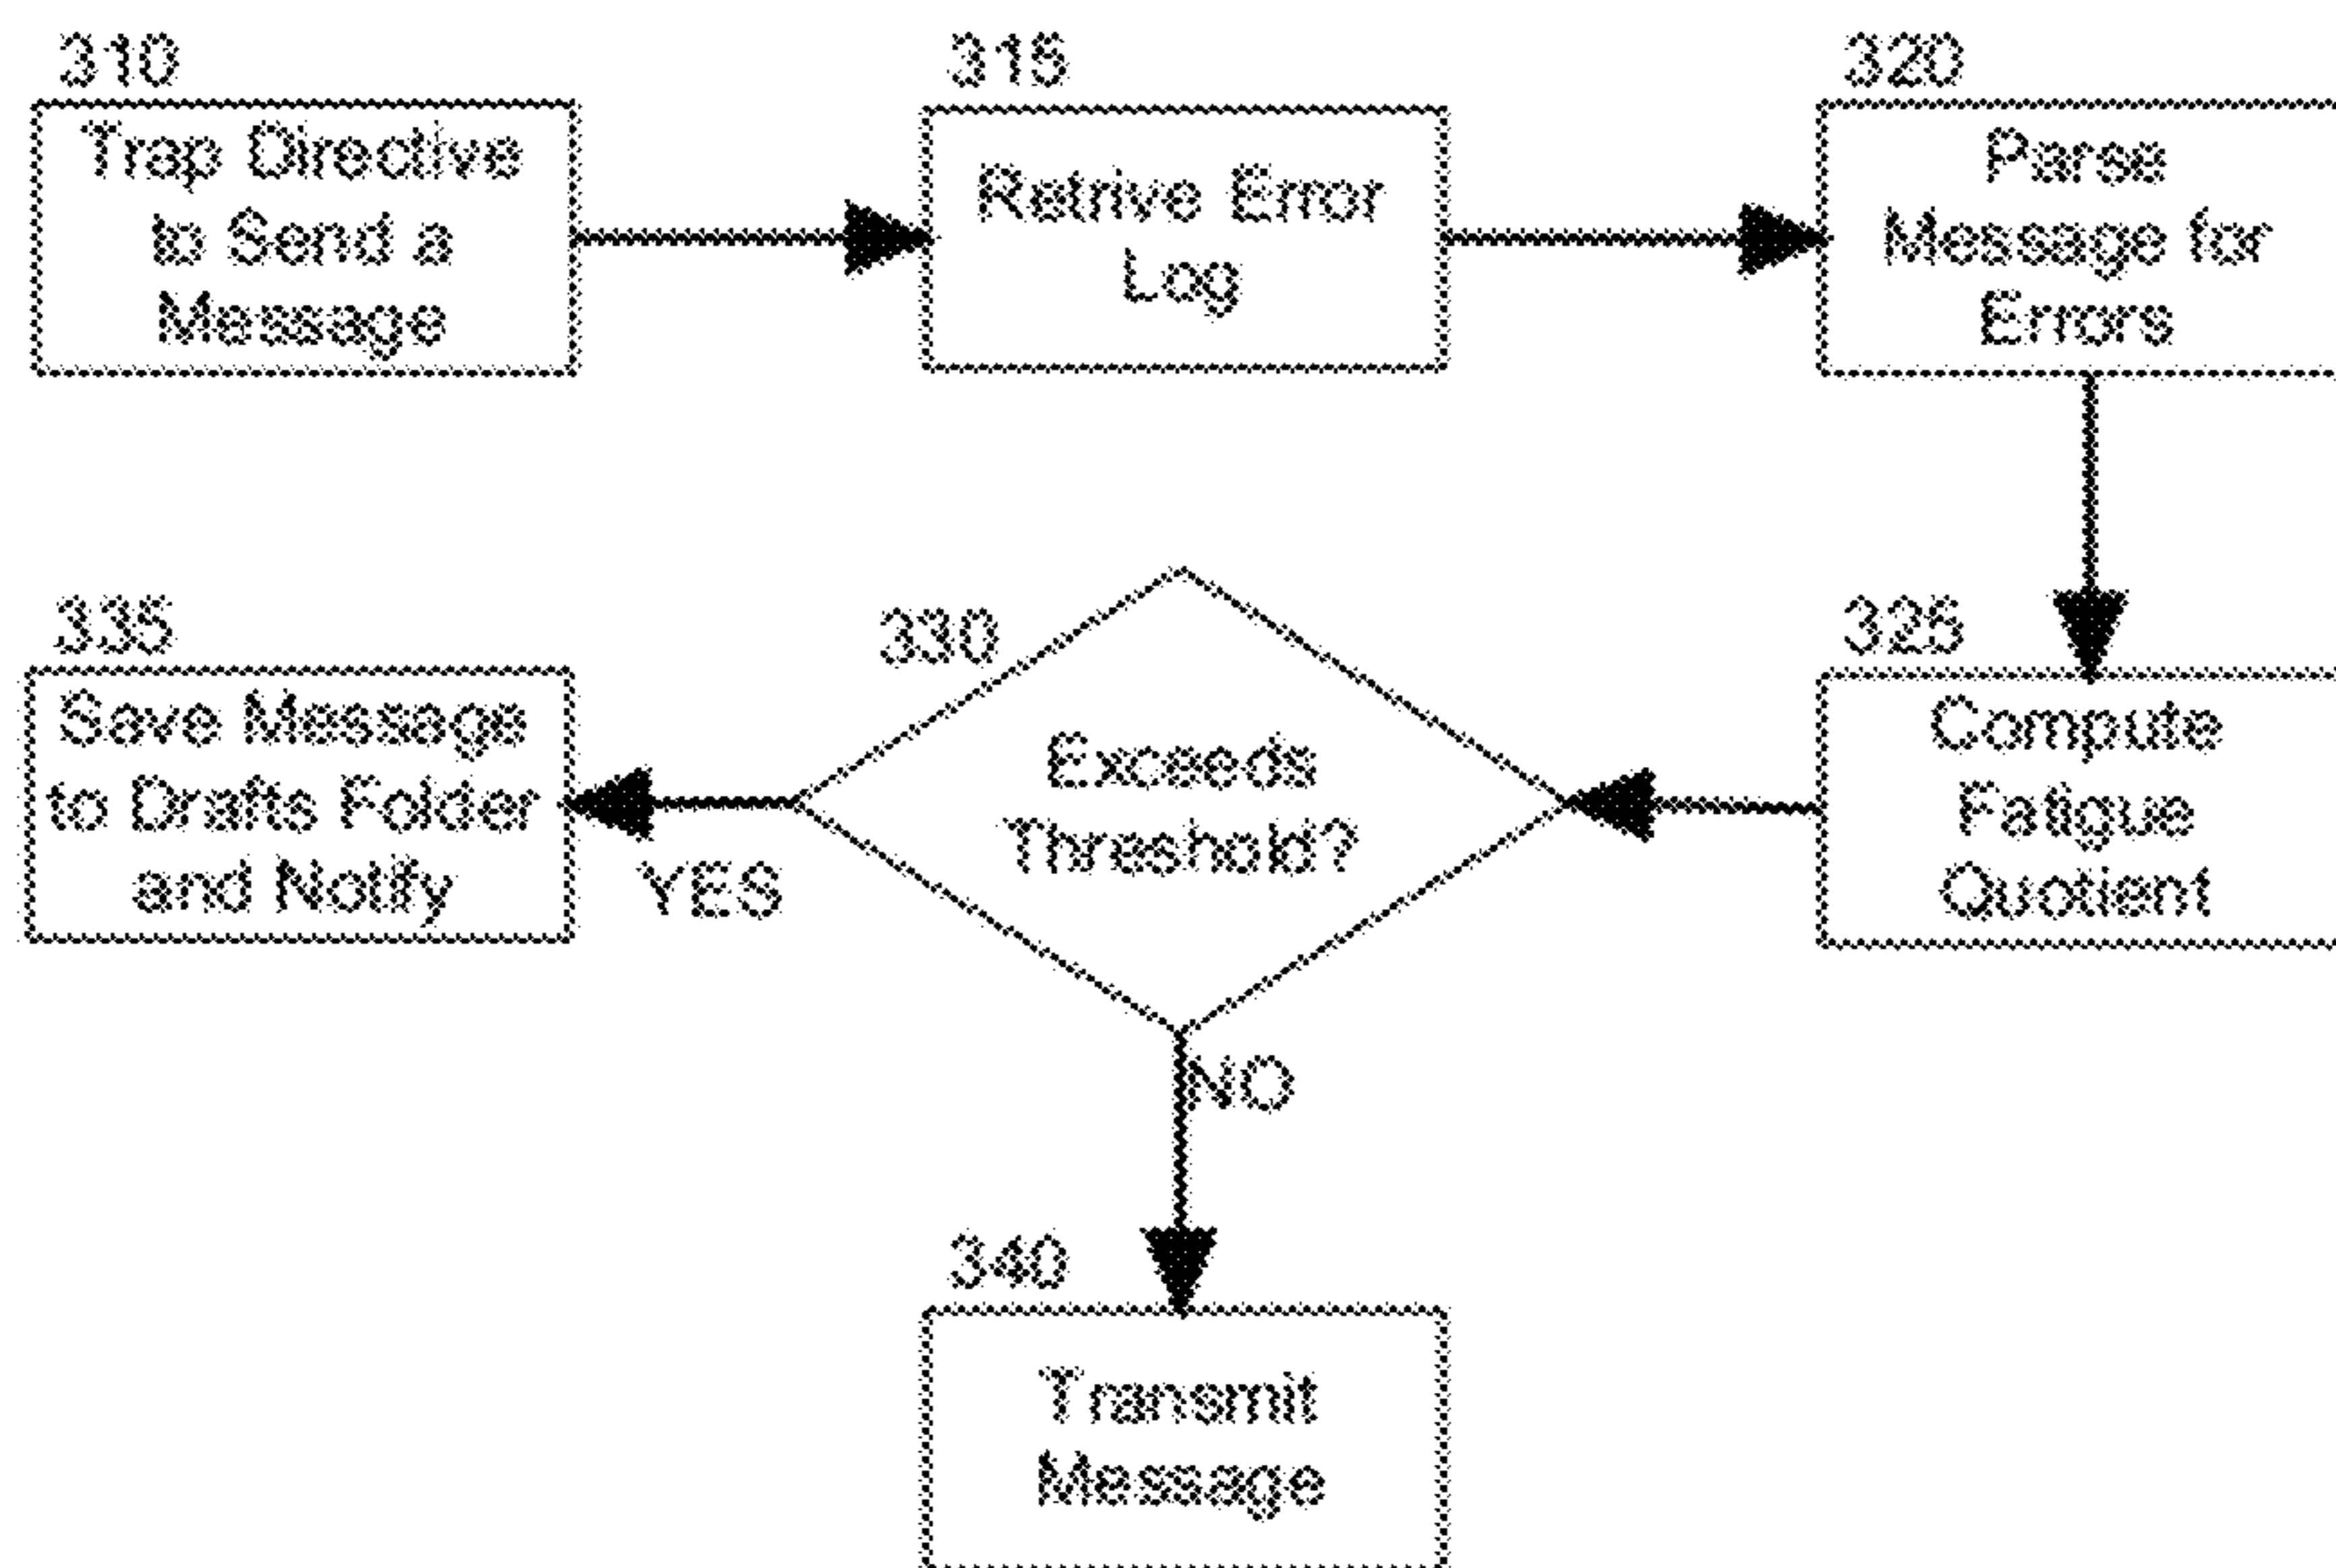 310
Trap Directive
to Send a
Message
315
Retrive Error
Log
320
Parse
Message for
Errors
335
Save Message
to Drafts Folder
and Notify
YES
330
Exceeds
Threshold?
NO
325
Compute
Fatigue
Quotient
340
Transmit
Message